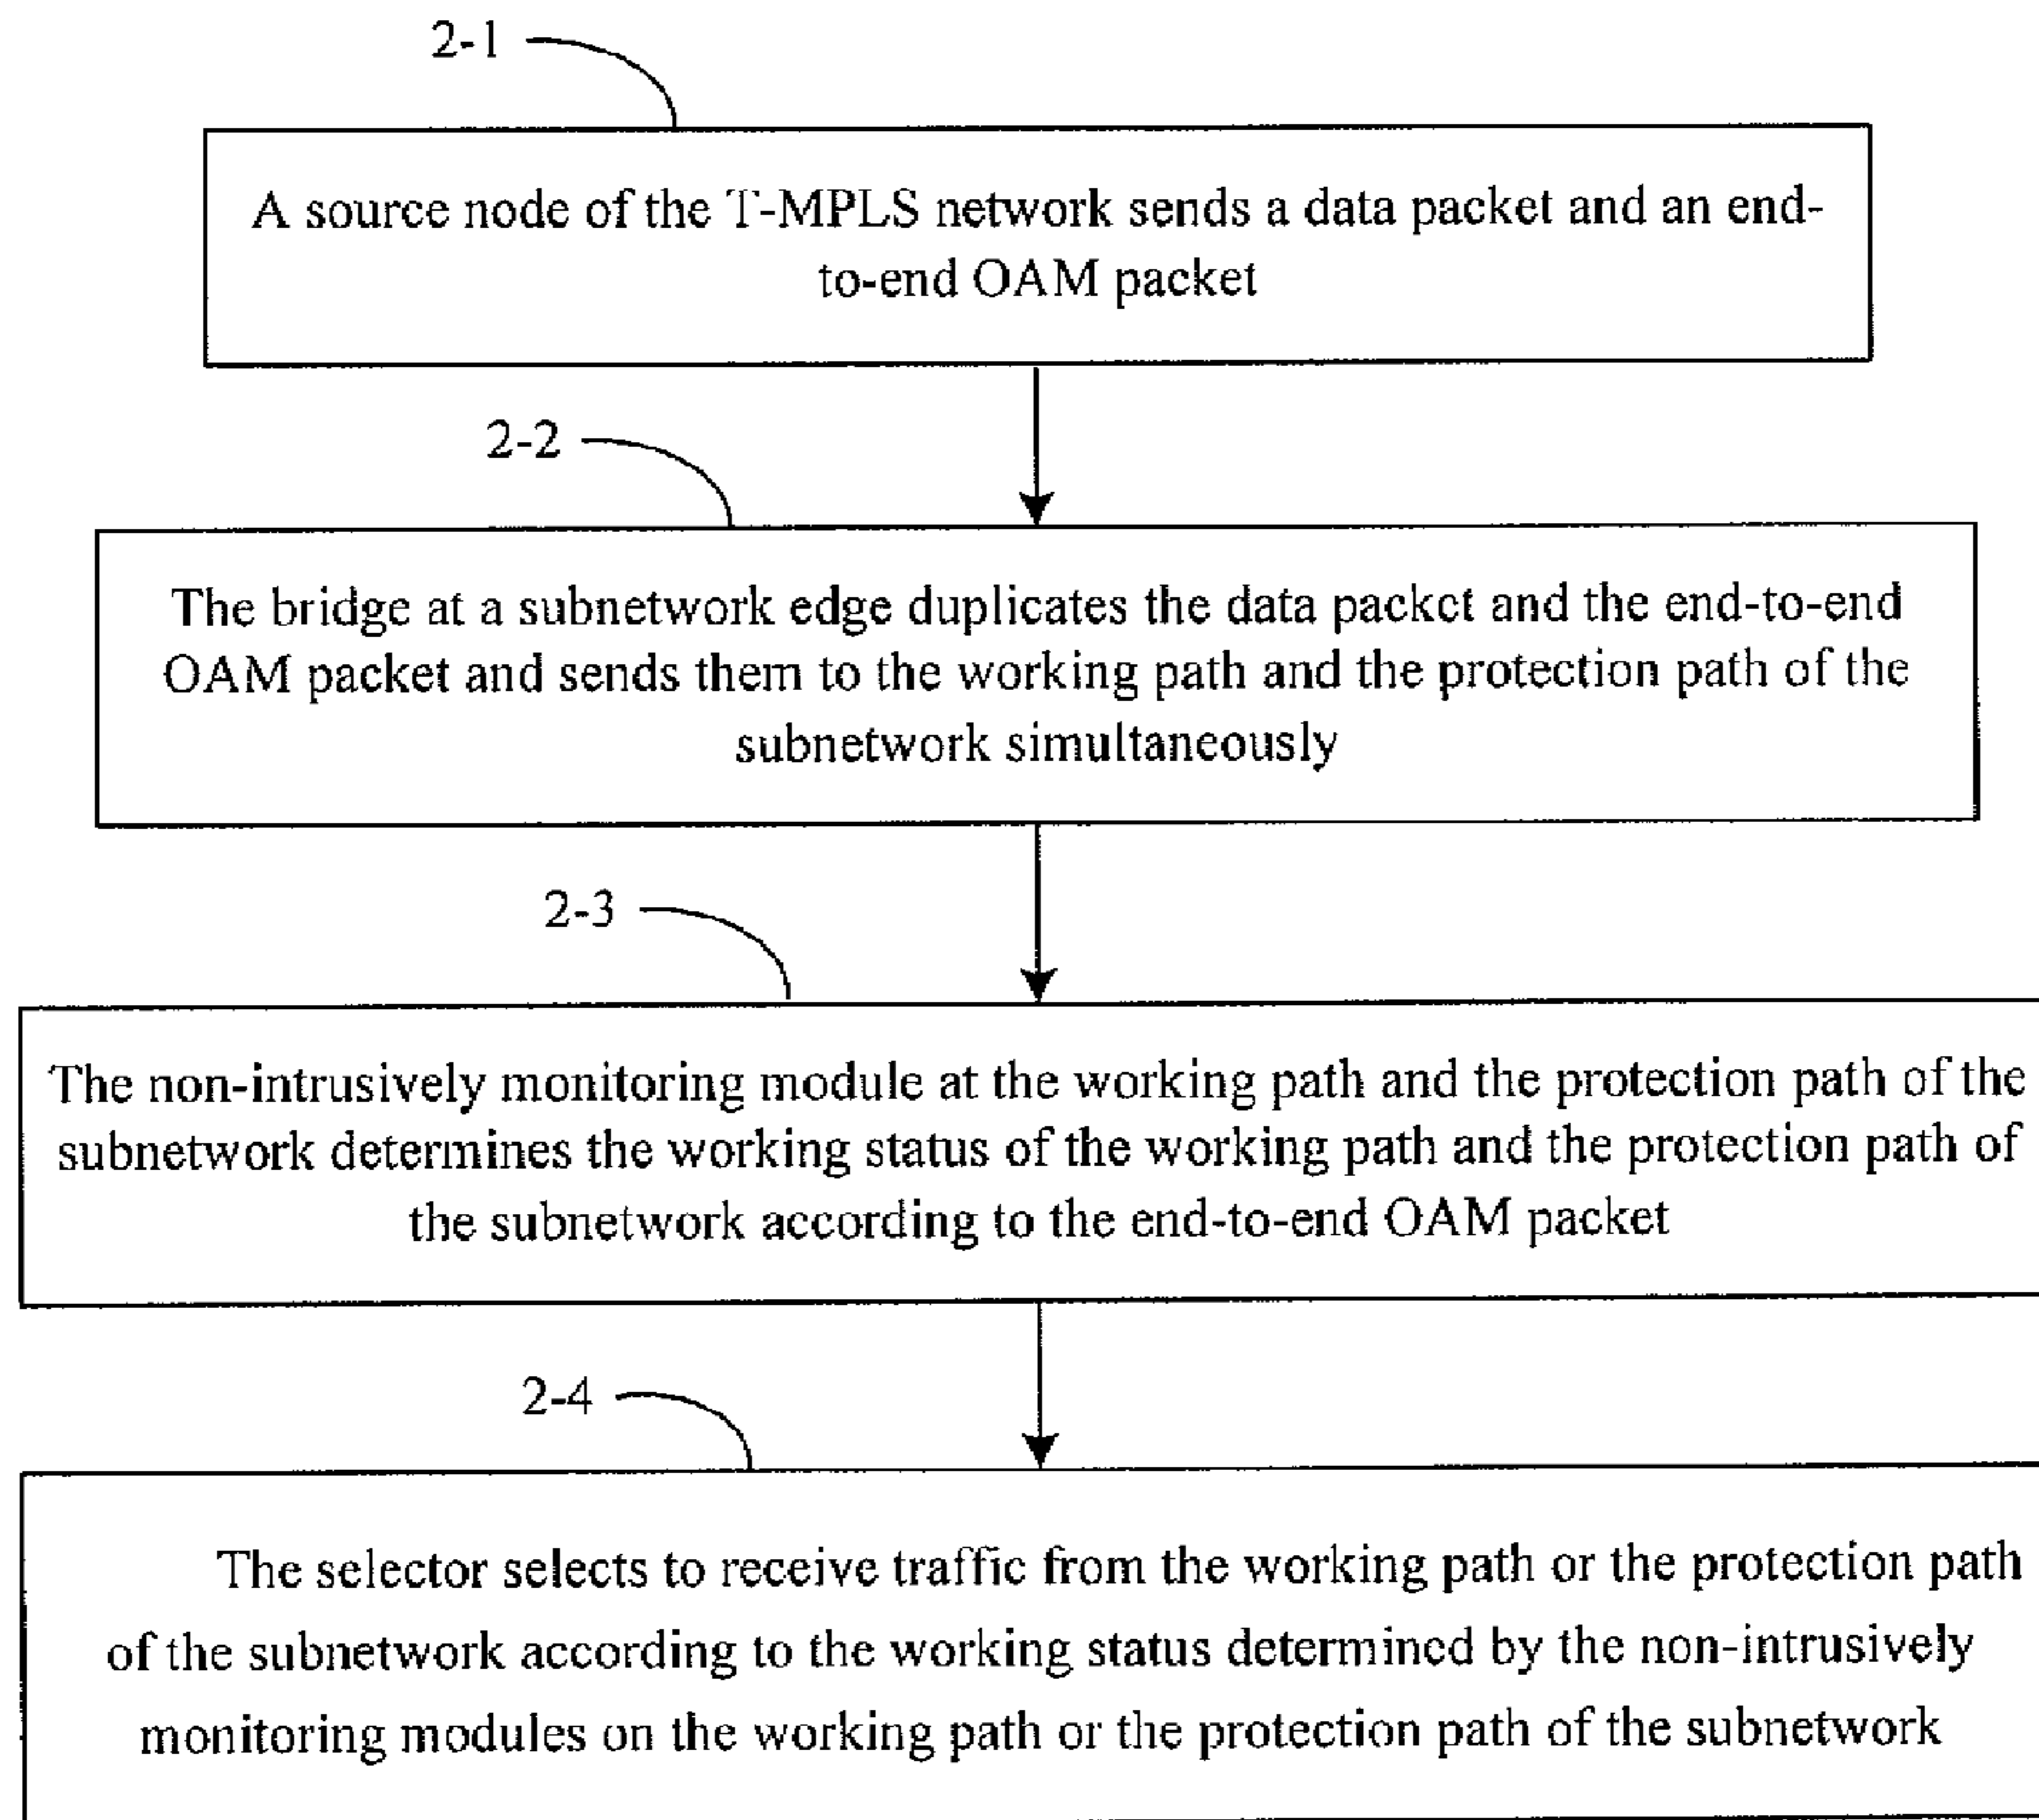 2-1
A source node of the T-MPLS network sends a data packet and an end-
to-end OAM packet
2-2
The bridge at a subnetwork edge duplicates the data packet and the end-to-end
OAM packet and sends them to the working path and the protection path of the
subnetwork simultaneously
2-3
The non-intrusively monitoring module at the working path and the protection path of the
subnetwork determines the working status of the working path and the protection path of
the subnetwork according to the end-to-end OAM packet
2-4
The selector selects to receive traffic from the working path or the protection path
of the subnetwork according to the working status determined by the non-intrusively
monitoring modules on the working path or the protection path of the subnetwork